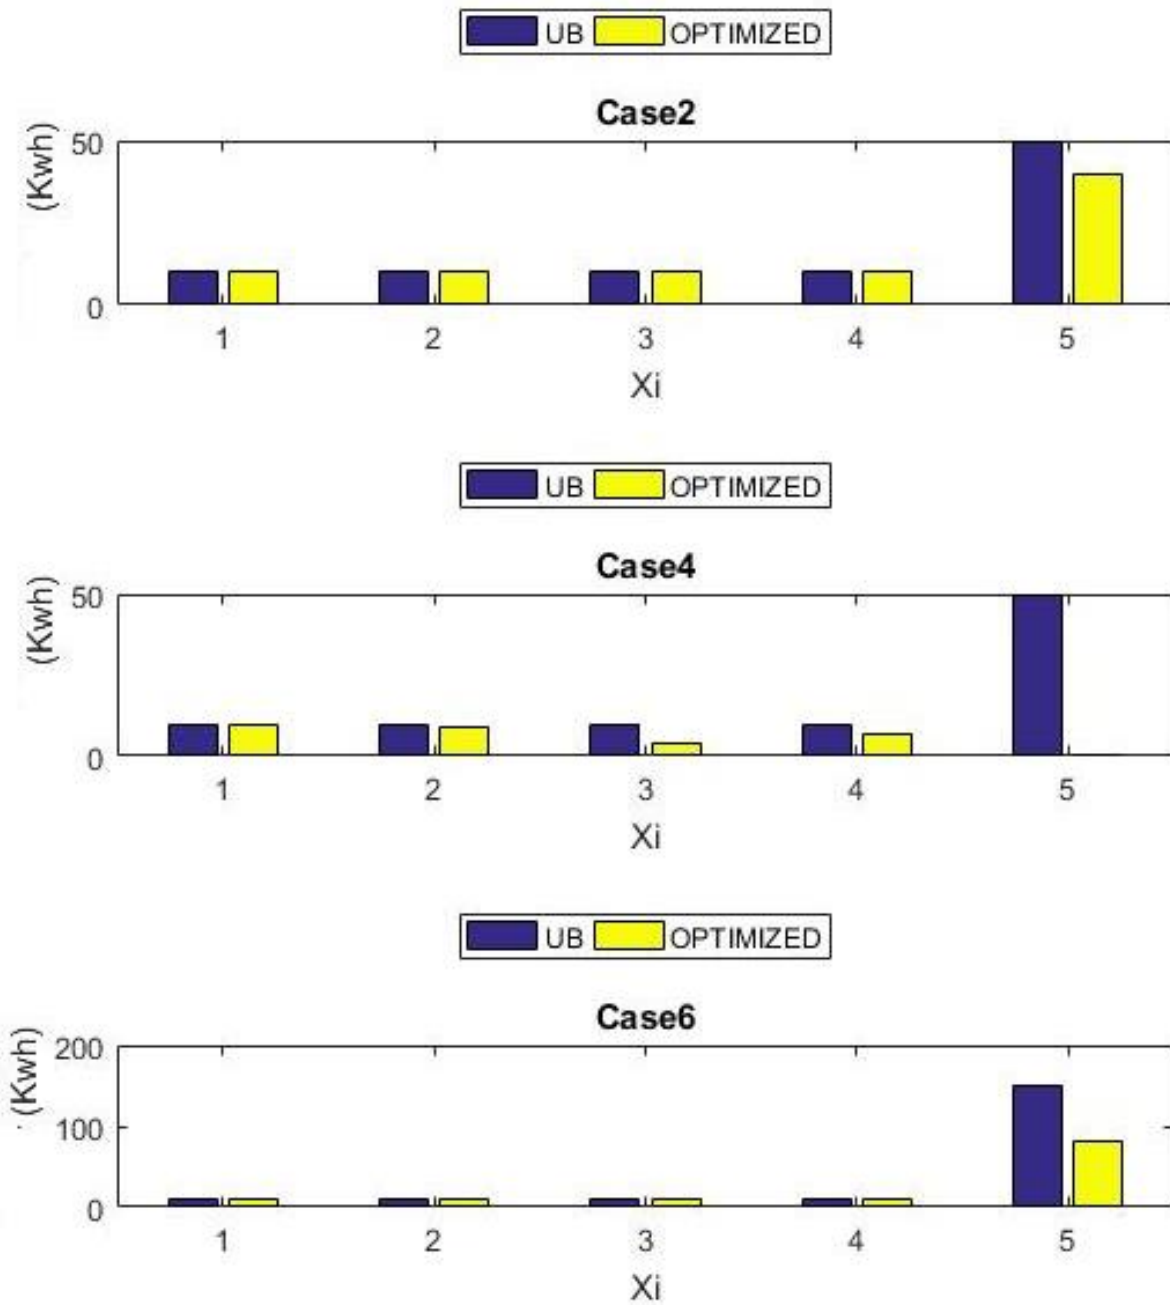 UB OPTIMIZED
Case2
(Kwh)
50
0
1 2 3 4 5
Xi
UB OPTIMIZED
Case4
(Kwh)
50
0
1 2 3 4 5
Xi
UB OPTIMIZED
Case6
(Kwh)
200
100
0
1 2 3 4 5
Xi